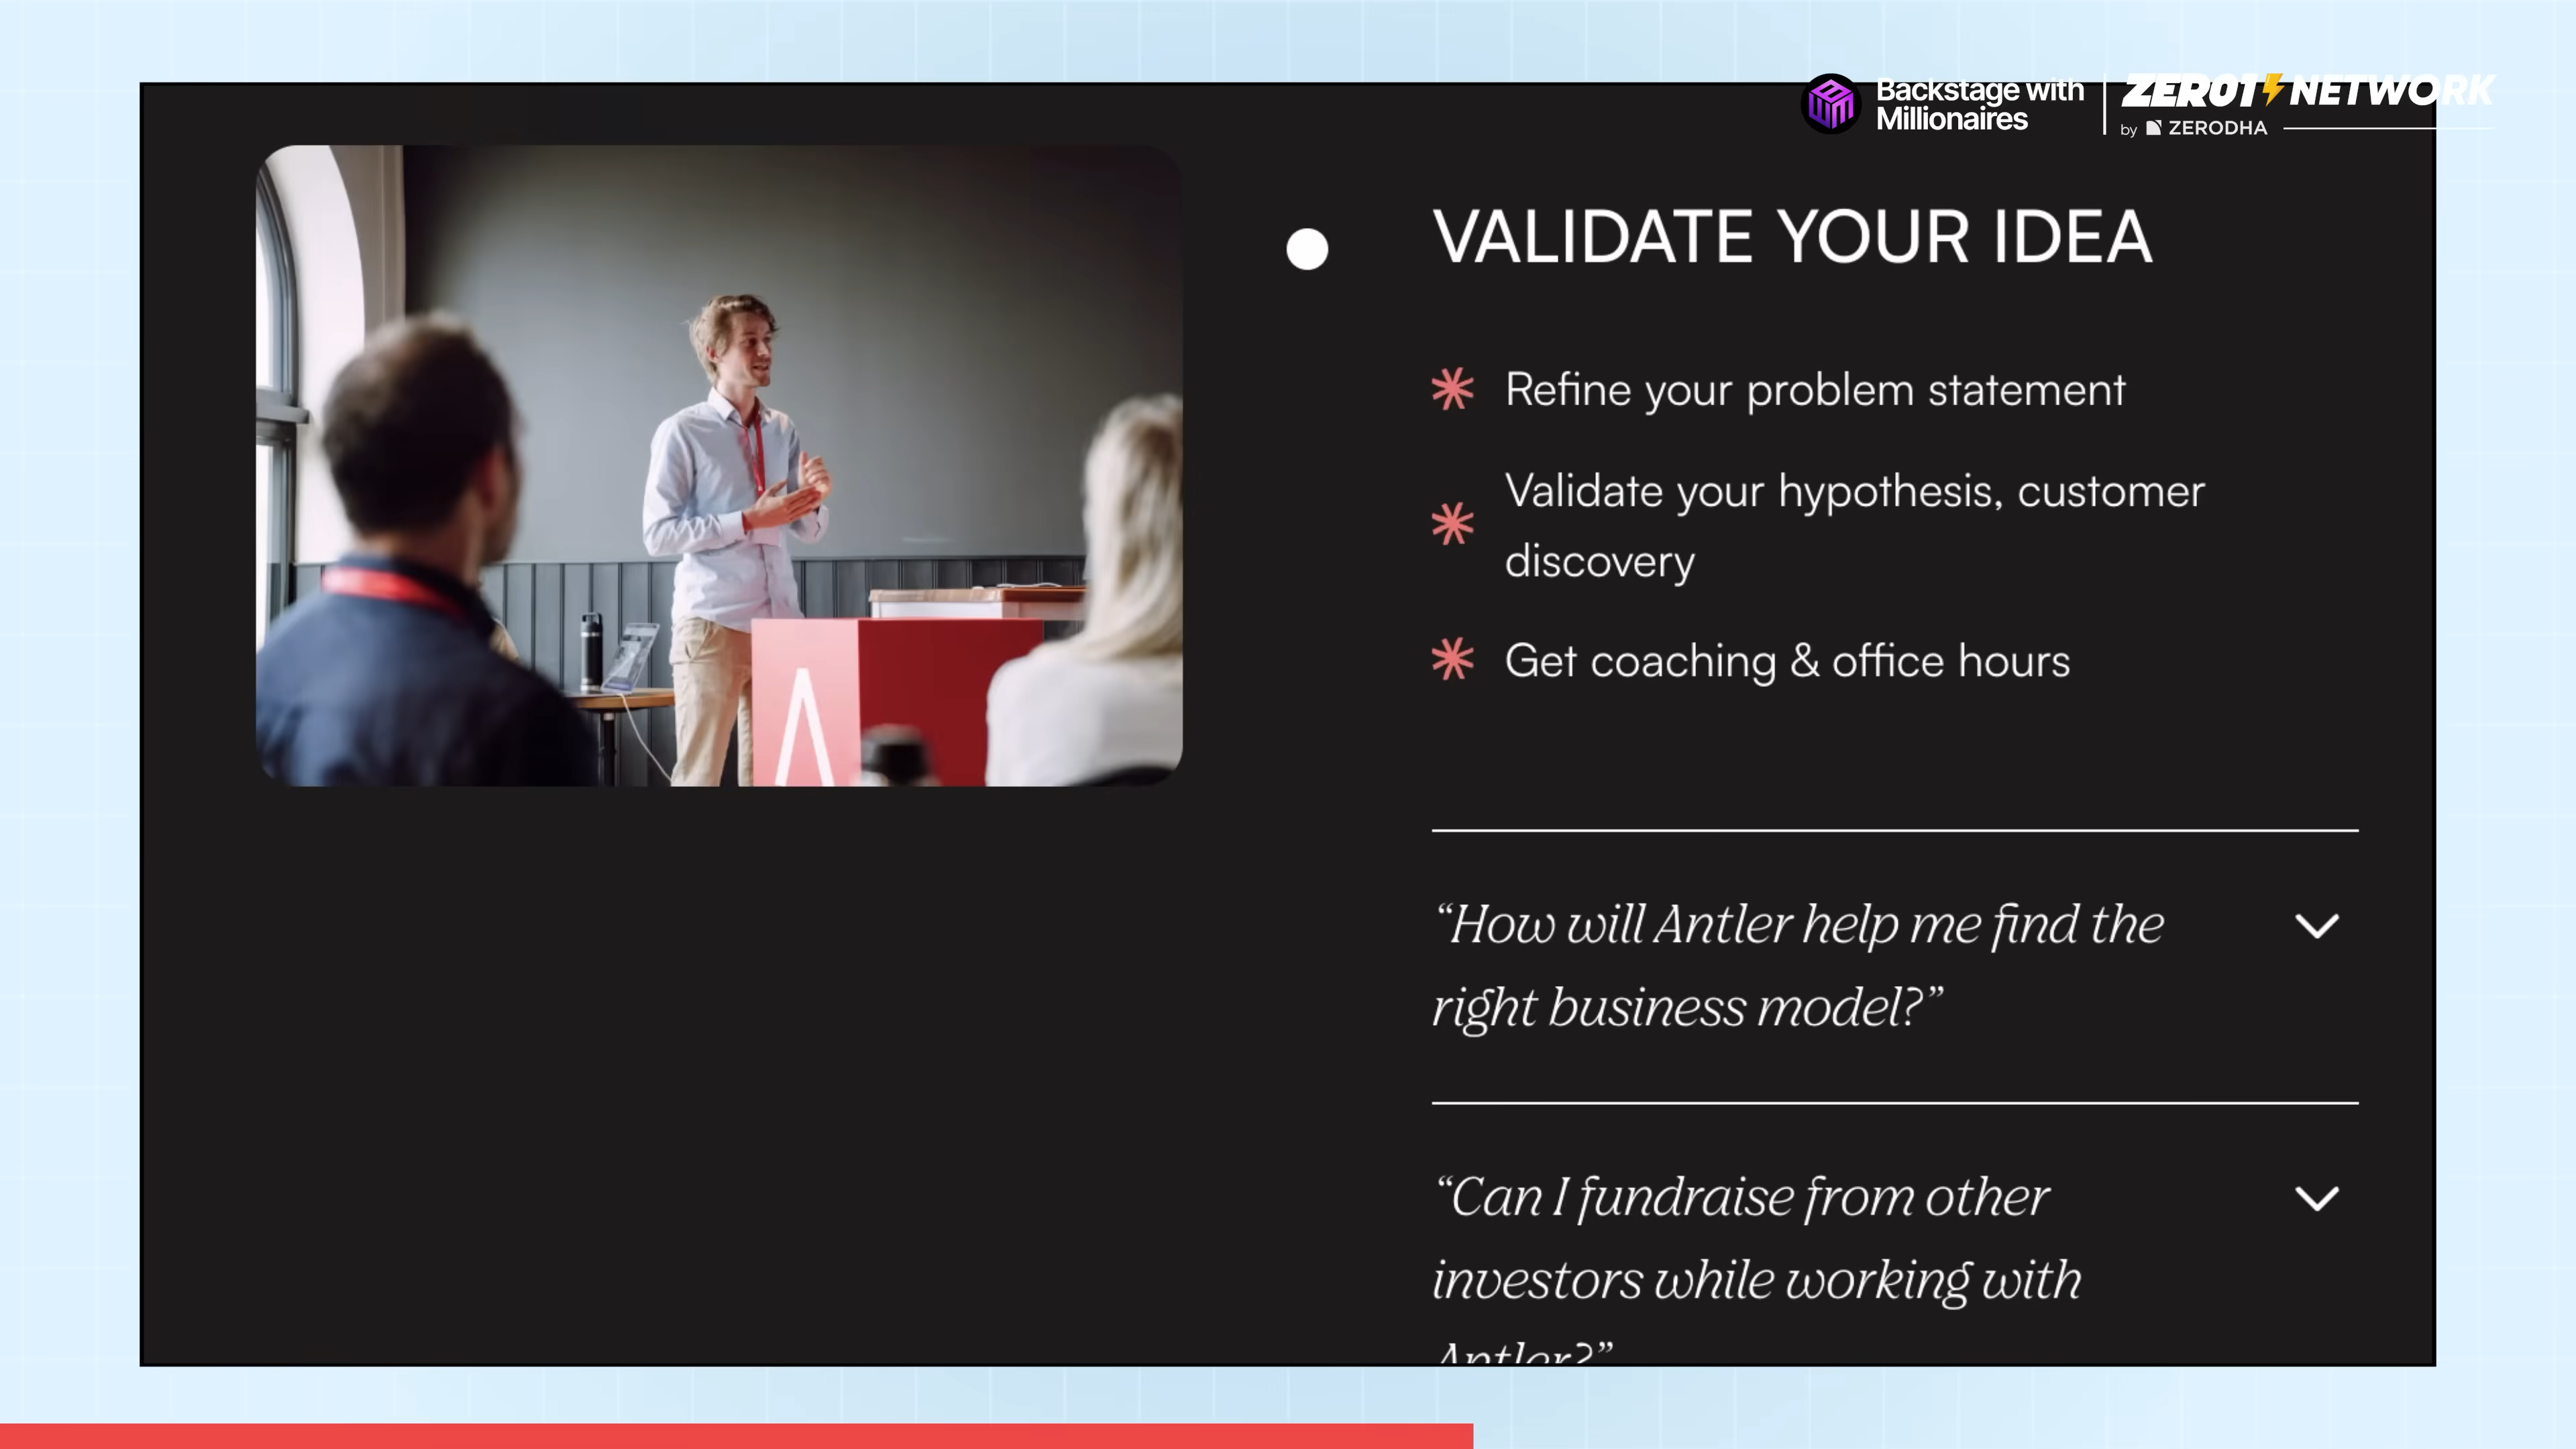 Backstage with
Millionaires
ZERO1 NETWORK
by ZERODHA
VALIDATE YOUR IDEA
Refine your problem statement
Validate your hypothesis, customer
discovery
Get coaching & office hours
“How will Antler help me find the
right business model?”
“Can I fundraise from other
investors while working with
Antler?”